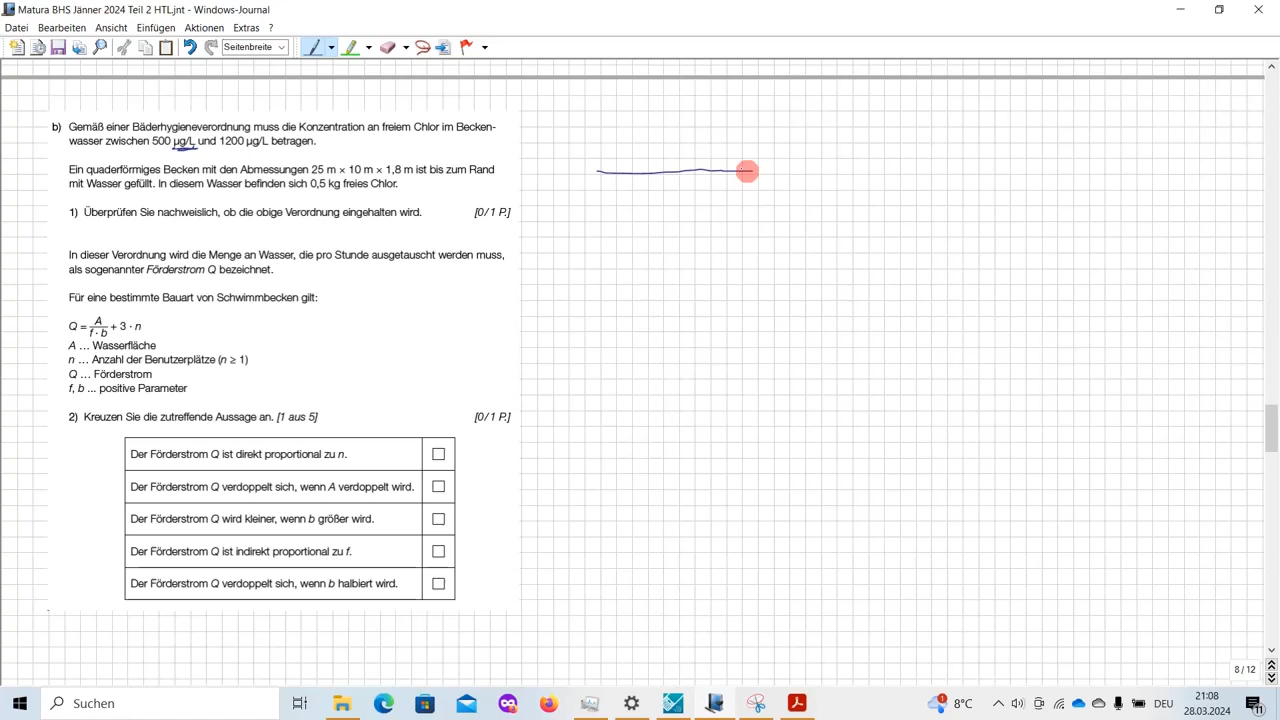 Matura BHS Jänner 2024 Teil 2 HTL.jnt - Windows-Journal
Datei Bearbeiten Ansicht Einfügen Aktionen Extras ?
Seitenbreite
b) Gemäß einer Bäderhygieneverordnung muss die Konzentration an freiem Chlor im Becken-
wasser zwischen 500 µg/L und 1200 µg/L betragen.
Ein quaderförmiges Becken mit den Abmessungen 25 m × 10 m × 1,8 m ist bis zum Rand
mit Wasser gefüllt. In diesem Wasser befinden sich 0,5 kg freies Chlor.
1) Überprüfen Sie nachweislich, ob die obige Verordnung eingehalten wird. [0/1 P.]
In dieser Verordnung wird die Menge an Wasser, die pro Stunde ausgetauscht werden muss,
als sogenannter Förderstrom Q bezeichnet.
Für eine bestimmte Bauart von Schwimmbecken gilt:
Q = A / (f · b) + 3 · n
A ... Wasserfläche
n ... Anzahl der Benutzerplätze (n ≥ 1)
Q ... Förderstrom
f, b ... positive Parameter
2) Kreuzen Sie die zutreffende Aussage an. [1 aus 5] [0/1 P.]
Der Förderstrom Q ist direkt proportional zu n.
Der Förderstrom Q verdoppelt sich, wenn A verdoppelt wird.
Der Förderstrom Q wird kleiner, wenn b größer wird.
Der Förderstrom Q ist indirekt proportional zu f.
Der Förderstrom Q verdoppelt sich, wenn b halbiert wird.
8 / 12
Suchen
1
8°C
DEU
21:08
28.03.2024
11